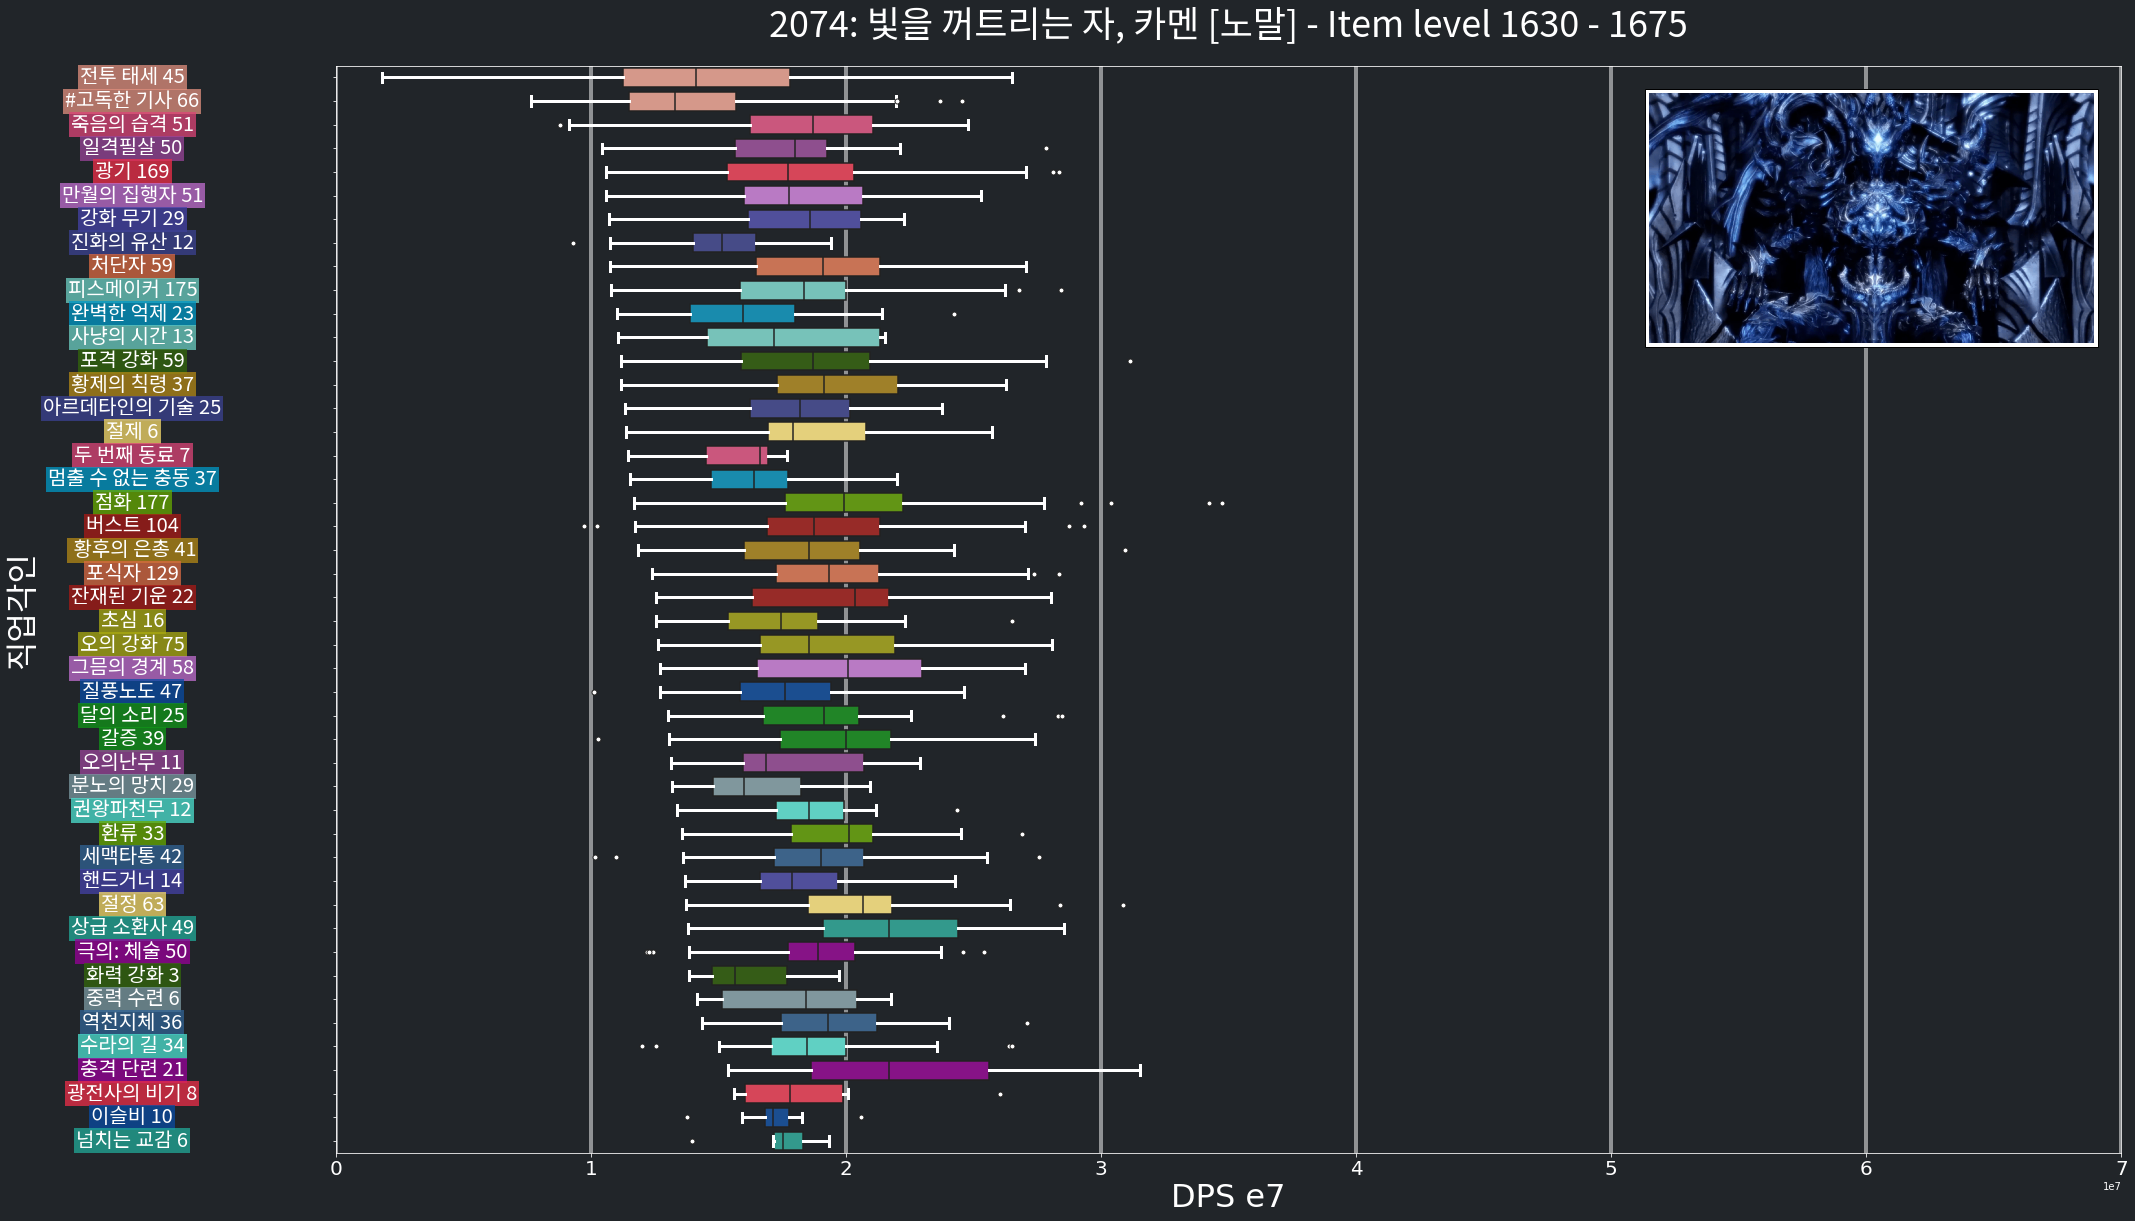 2074: 빛을 꺼트리는 자, 카멘 [노말] - Item level 1630 - 1675
직업각인
전투 태세 45
#고독한 기사 66
죽음의 습격 51
일격필살 50
광기 169
만월의 집행자 51
강화 무기 29
진화의 유산 12
처단자 59
피스메이커 175
완벽한 억제 23
사냥의 시간 13
포격 강화 59
황제의 칙령 37
아르데타인의 기술 25
절제 6
두 번째 동료 7
멈출 수 없는 충동 37
점화 177
버스트 104
황후의 은총 41
포식자 129
잔재된 기운 22
초심 16
오의 강화 75
그믐의 경계 58
질풍노도 47
달의 소리 25
갈증 39
오의난무 11
분노의 망치 29
권왕파천무 12
환류 33
세맥타통 42
핸드거너 14
절정 63
상급 소환사 49
극의: 체술 50
화력 강화 3
중력 수련 6
역천지체 36
수라의 길 34
충격 단련 21
광전사의 비기 8
이슬비 10
넘치는 교감 6
0 1 2 3 4 5 6 7
1e7
DPS e7